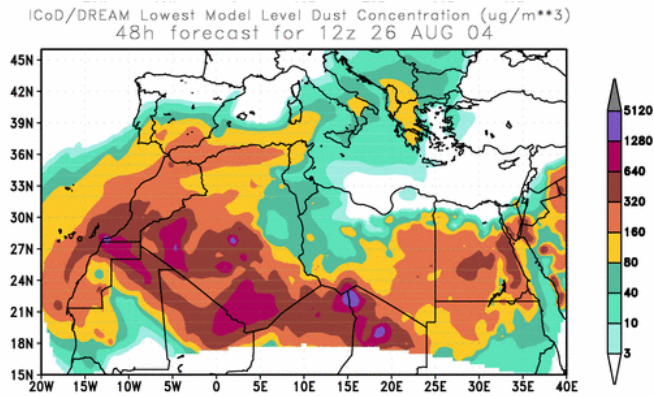 ICoD/DREAM Lowest Model Level Dust Concentration (ug/m**3)
48h forecast for 12z 26 AUG 04
45N
42N
39N
36N
33N
30N
27N
24N
21N
18N
15N
20W 15W 10W 5W 0 5E 10E 15E 20E 25E 30E 35E 40E
5120
1280
640
320
160
80
40
10
3